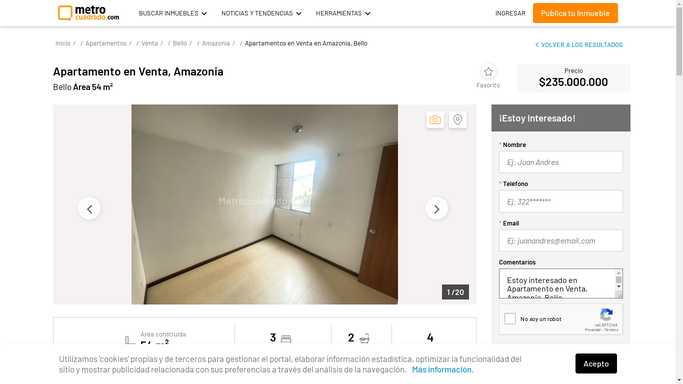 metro
cuadrado.com
BUSCAR INMUEBLES
NOTICIAS Y TENDENCIAS
HERRAMIENTAS
INGRESAR
Publica tu Inmueble
Inicio / / Apartamentos / / Venta / / Bello / / Amazonia / Apartamentos en Venta en Amazonia, Bello
VOLVER A LOS RESULTADOS
Apartamento en Venta, Amazonia
Bello Area 54 m²
Favorito
Precio
$235.000.000
¡Estoy Interesado!
* Nombre
Ej: Juan Andres
* Teléfono
Ej: 322*******
* Email
Ej: juanandres@email.com
Comentarios
Estoy interesado en
Apartamento en Venta,
Amazonia, Bello
No soy un robot
reCAPTCHA
Privacidad - Términos
1 / 20
Área construida
54 m²
3
2
4
Utilizamos 'cookies' propias y de terceros para gestionar el portal, elaborar información estadística, optimizar la funcionalidad del
sitio y mostrar publicidad relacionada con sus preferencias a través del análisis de la navegación. Más información.
Acepto